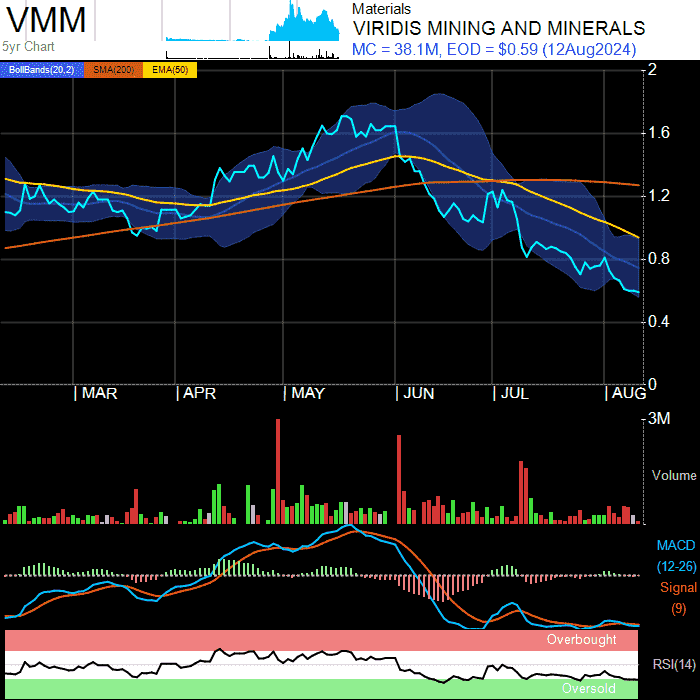 VMM
5yr Chart
Materials
VIRIDIS MINING AND MINERALS
MC = 38.1M, EOD = $0.59 (12Aug2024)
BollBands(20,2) SMA(200) EMA(50)
2
1.6
1.2
0.8
0.4
0
| MAR | APR | MAY | JUN | JUL | AUG
3M
Volume
MACD
(12-26)
Signal
(9)
Overbought
RSI(14)
Oversold